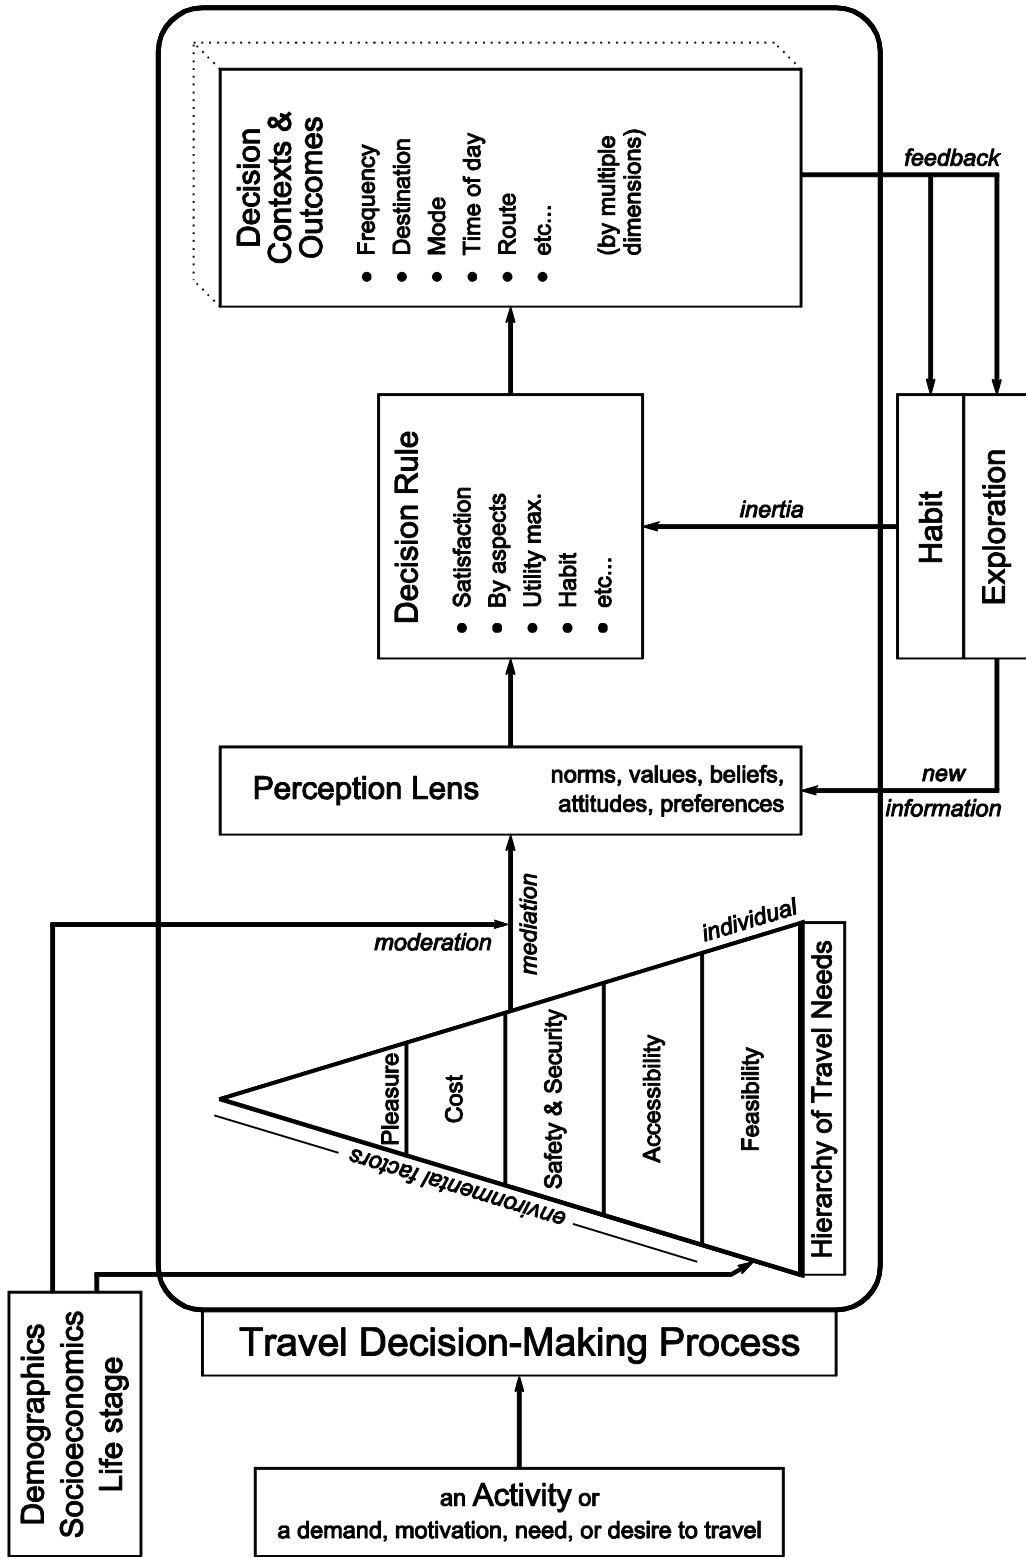 Demographics
Socioeconomics
Life stage
an Activity or
a demand, motivation, need, or desire to travel
Travel Decision-Making Process
environmental factors
Pleasure
Cost
Safety & Security
Accessibility
Feasibility
individual
Hierarchy of Travel Needs
moderation
mediation
Perception Lens
norms, values, beliefs,
attitudes, preferences
Decision Rule
• Satisfaction
• By aspects
• Utility max.
• Habit
• etc...
Decision
Contexts &
Outcomes
• Frequency
• Destination
• Mode
• Time of day
• Route
• etc...
(by multiple
dimensions)
feedback
inertia
Habit
Exploration
new
information